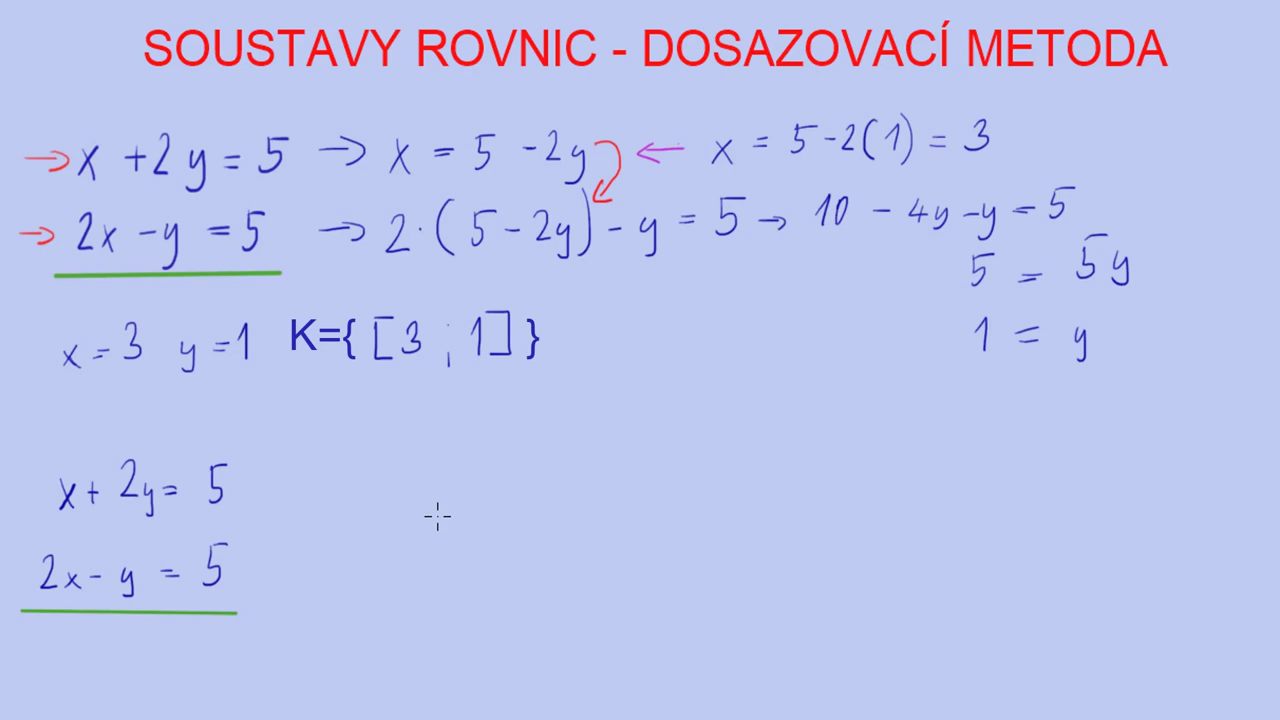 SOUSTAVY ROVNIC - DOSAZOVACÍ METODA
→ x + 2y = 5 → x = 5 - 2y ← x = 5 - 2(1) = 3
→ 2x - y = 5 → 2·(5 - 2y) - y = 5 → 10 - 4y - y = 5
5 = 5y
x = 3 y = 1 K={[3 ; 1]} 1 = y
x + 2y = 5
2x - y = 5